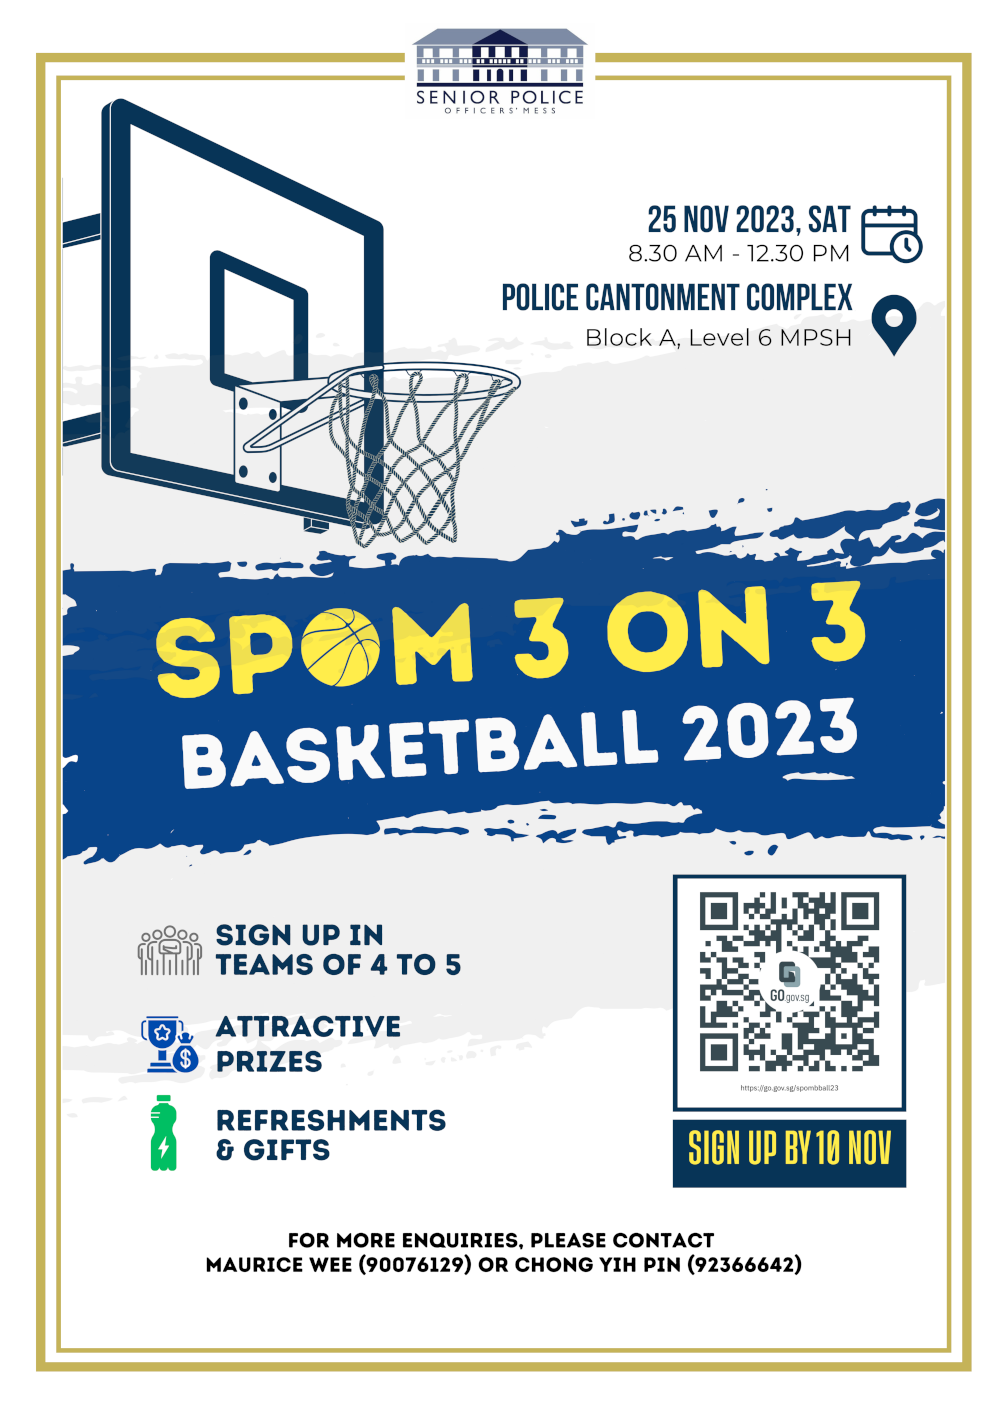 SENIOR POLICE
OFFICERS' MESS
25 NOV 2023, SAT
8.30 AM - 12.30 PM
POLICE CANTONMENT COMPLEX
Block A, Level 6 MPSH
SPOM 3 ON 3
BASKETBALL 2023
SIGN UP IN
TEAMS OF 4 TO 5
ATTRACTIVE
PRIZES
REFRESHMENTS
& GIFTS
GO.gov.sg
https://go.gov.sg/spombball23
SIGN UP BY 10 NOV
FOR MORE ENQUIRIES, PLEASE CONTACT
MAURICE WEE (90076129) OR CHONG YIH PIN (92366642)